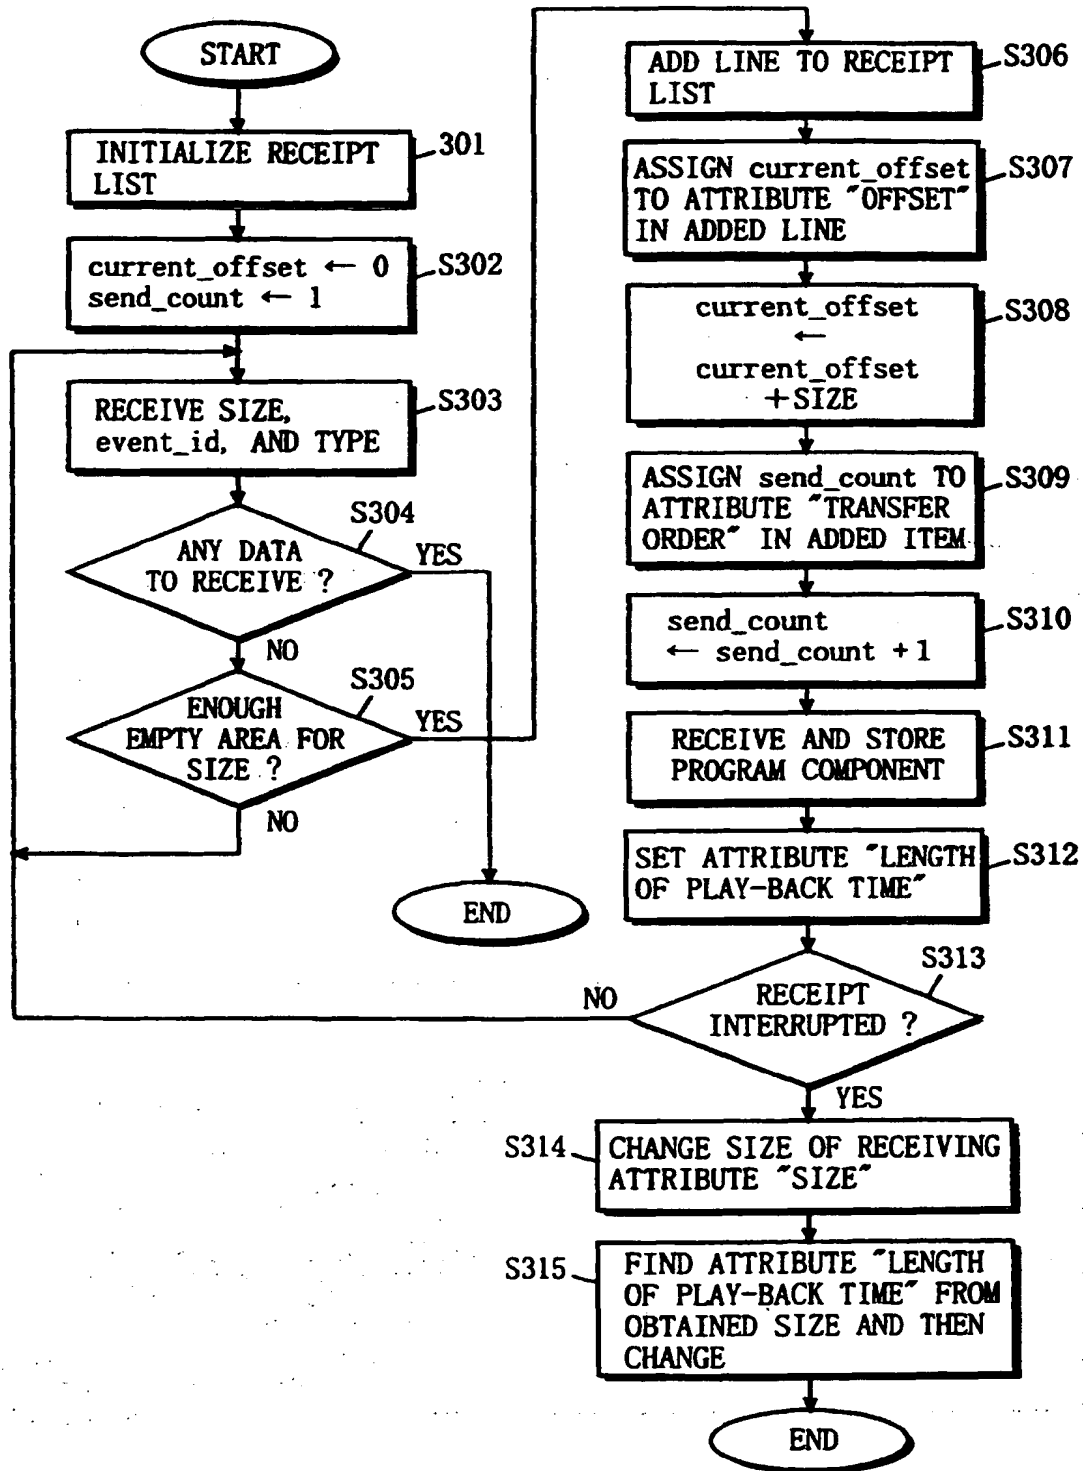 START
INITIALIZE RECEIPT
LIST
301
current_offset ← 0
send_count ← 1
S302
RECEIVE SIZE,
event_id, AND TYPE
S303
S304
ANY DATA
TO RECEIVE ?
YES
NO
S305
ENOUGH
EMPTY AREA FOR
SIZE ?
YES
NO
END
ADD LINE TO RECEIPT
LIST
S306
ASSIGN current_offset
TO ATTRIBUTE "OFFSET"
IN ADDED LINE
S307
current_offset
←
current_offset
+SIZE
S308
ASSIGN send_count TO
ATTRIBUTE "TRANSFER
ORDER" IN ADDED ITEM
S309
send_count
← send_count +1
S310
RECEIVE AND STORE
PROGRAM COMPONENT
S311
SET ATTRIBUTE "LENGTH
OF PLAY-BACK TIME"
S312
S313
RECEIPT
INTERRUPTED ?
NO
YES
S314
CHANGE SIZE OF RECEIVING
ATTRIBUTE "SIZE"
S315
FIND ATTRIBUTE "LENGTH
OF PLAY-BACK TIME" FROM
OBTAINED SIZE AND THEN
CHANGE
END